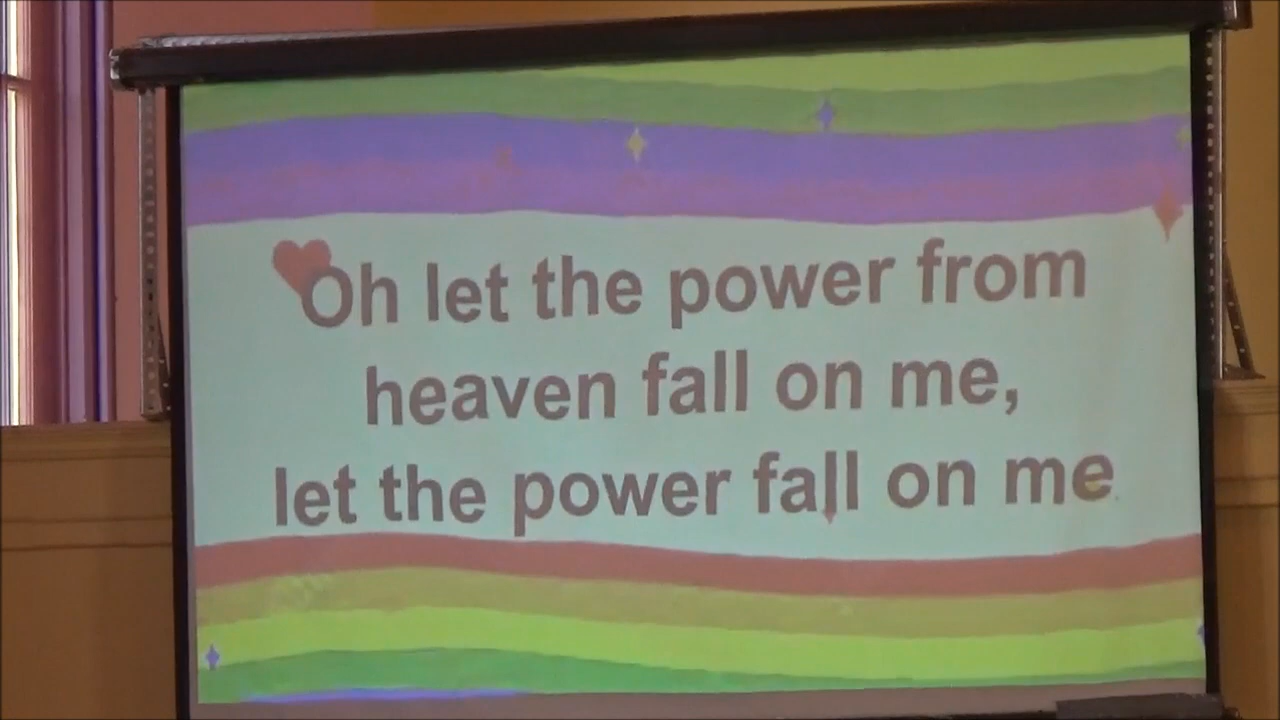 Oh let the power from
heaven fall on me,
let the power fall on me